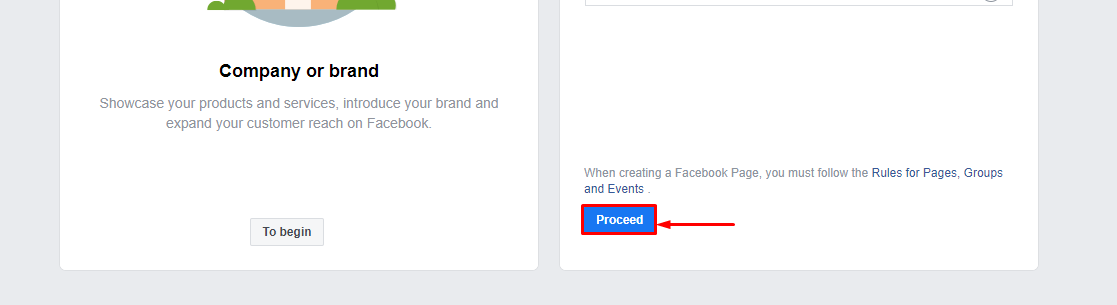 Company or brand
Showcase your products and services, introduce your brand and
expand your customer reach on Facebook.
To begin
When creating a Facebook Page, you must follow the Rules for Pages, Groups
and Events .
Proceed